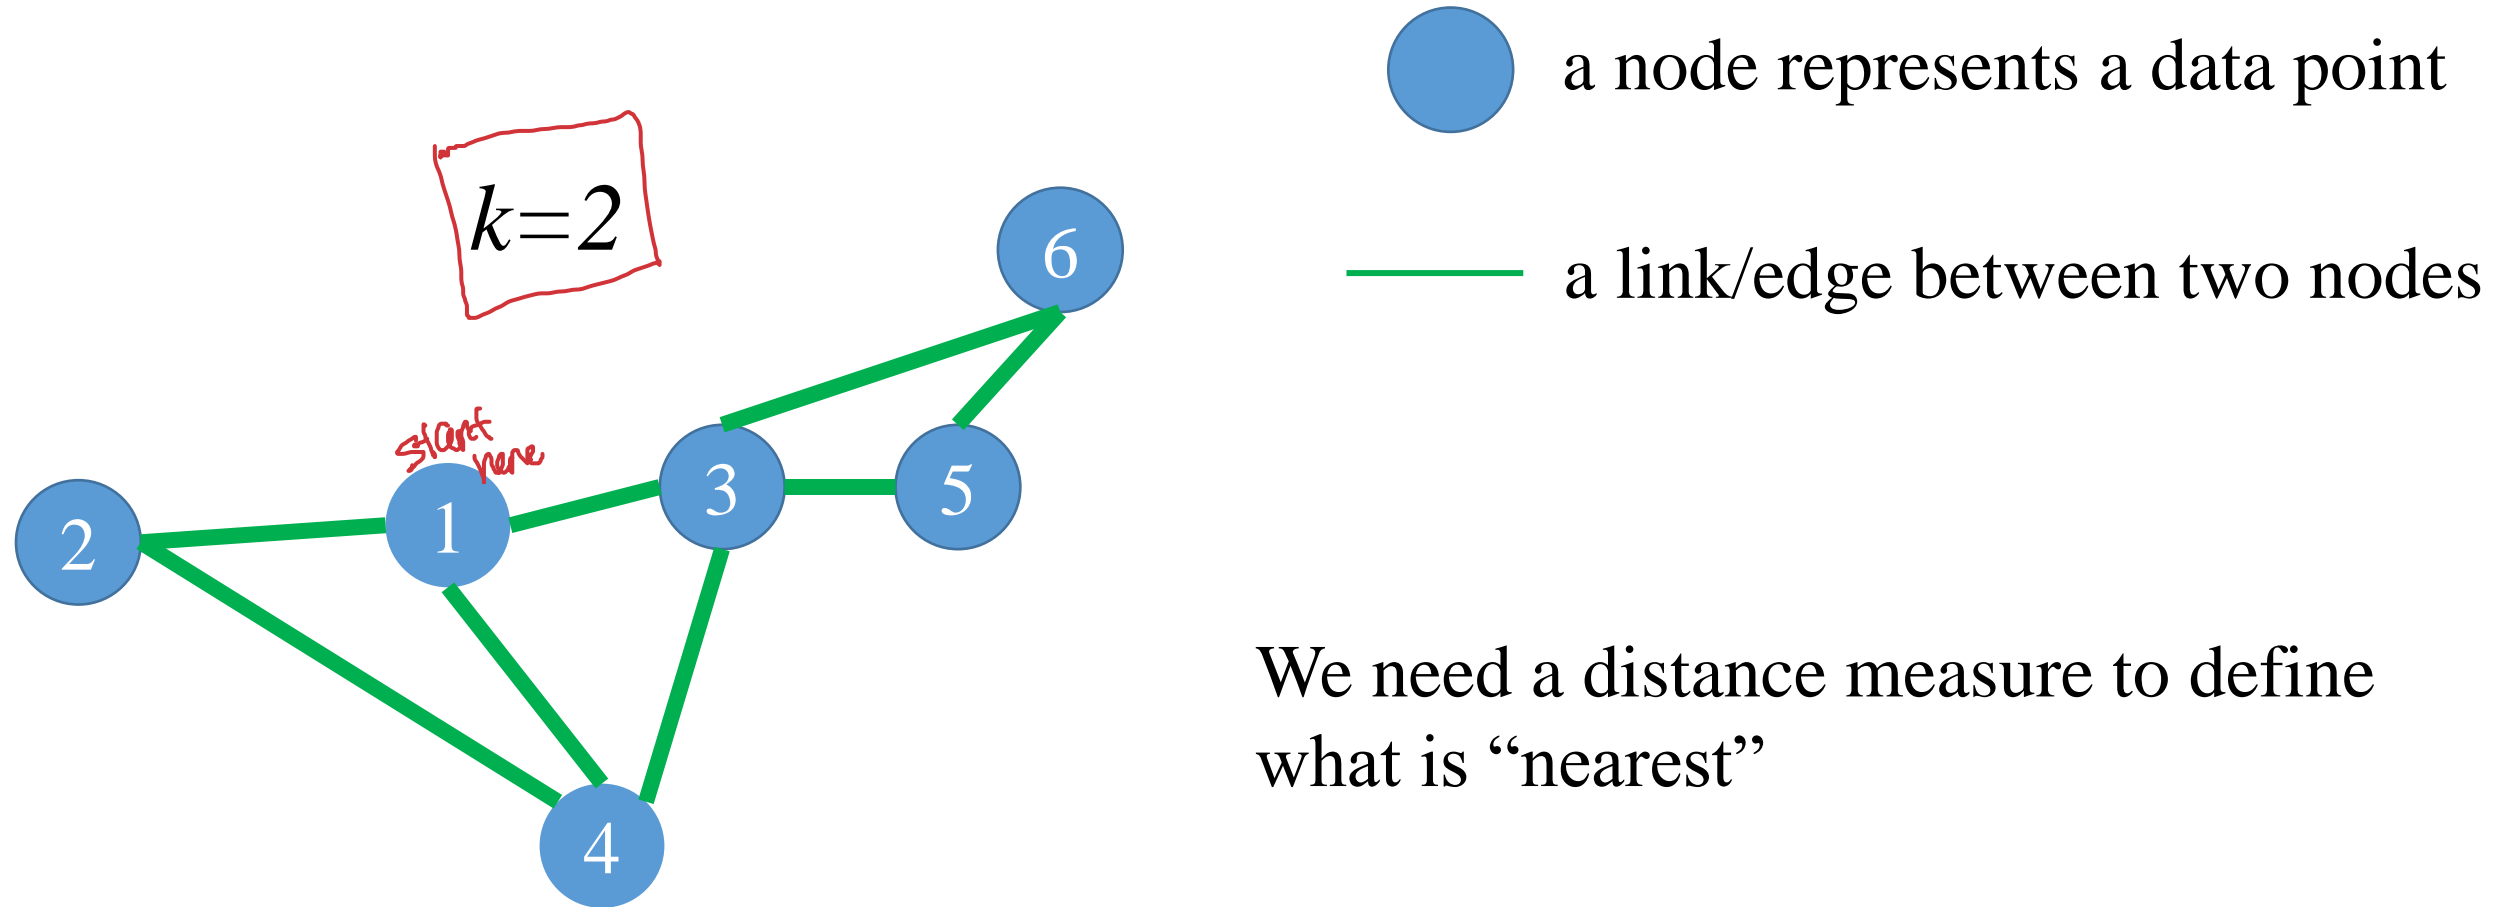 a node represents a data point
k=2
6
a link/edge between two nodes
start
from
3
5
1
2
We need a distance measure to define
what is “nearest”
4